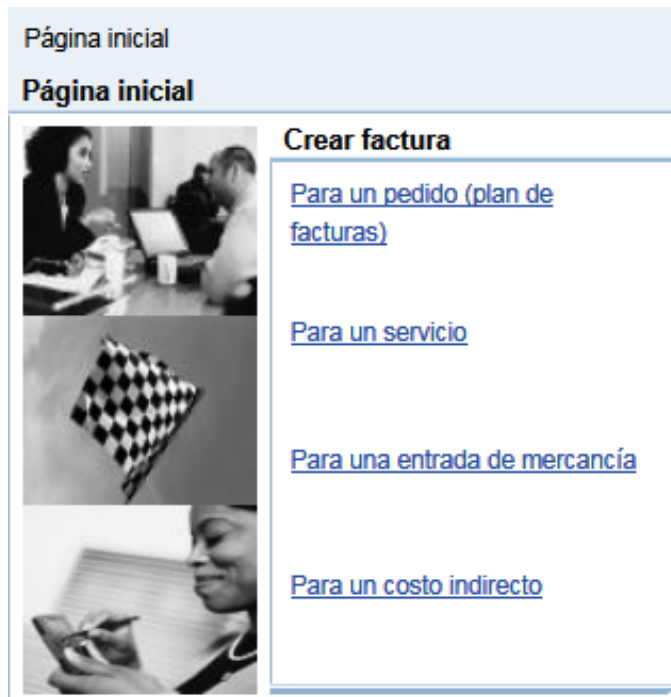 Página inicial
Página inicial
Crear factura
Para un pedido (plan de
facturas)
Para un servicio
Para una entrada de mercancía
Para un costo indirecto